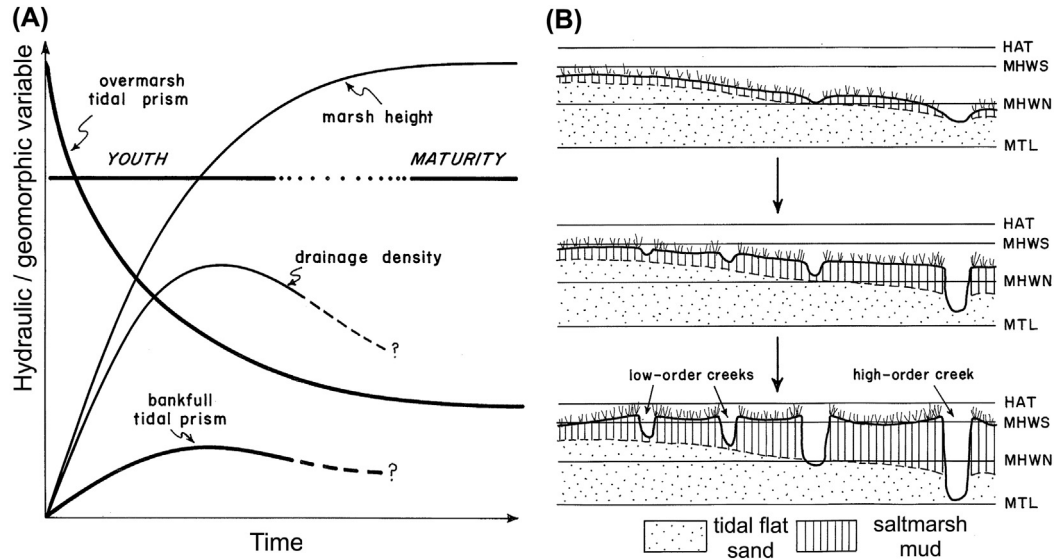 (A)
Hydraulic / geomorphic variable
overmarsh
tidal prism
marsh height
YOUTH
MATURITY
drainage density
?
bankfull
tidal prism
?
Time
(B)
HAT
MHWS
MHWN
MTL
HAT
MHWS
MHWN
MTL
low-order creeks
high-order creek
HAT
MHWS
MHWN
MTL
tidal flat
sand
saltmarsh
mud